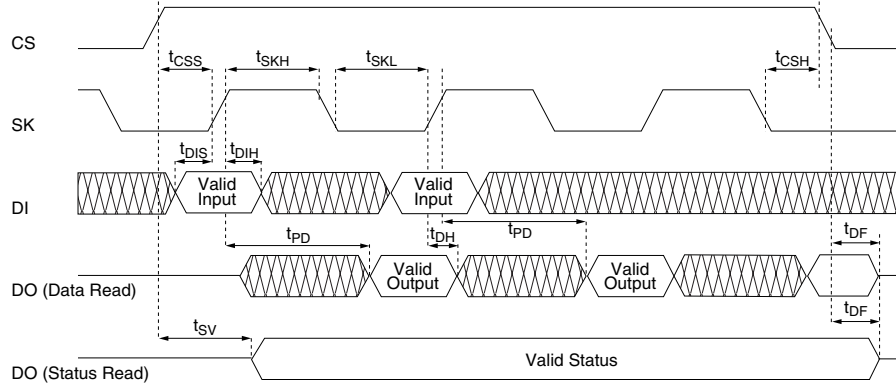 CS
tCSS
tSKH
tSKL
tCSH
SK
tDIS
tDIH
Valid Input
Valid Input
DI
tPD
tDH
tPD
tDF
Valid Output
Valid Output
DO (Data Read)
tDF
tSV
Valid Status
DO (Status Read)